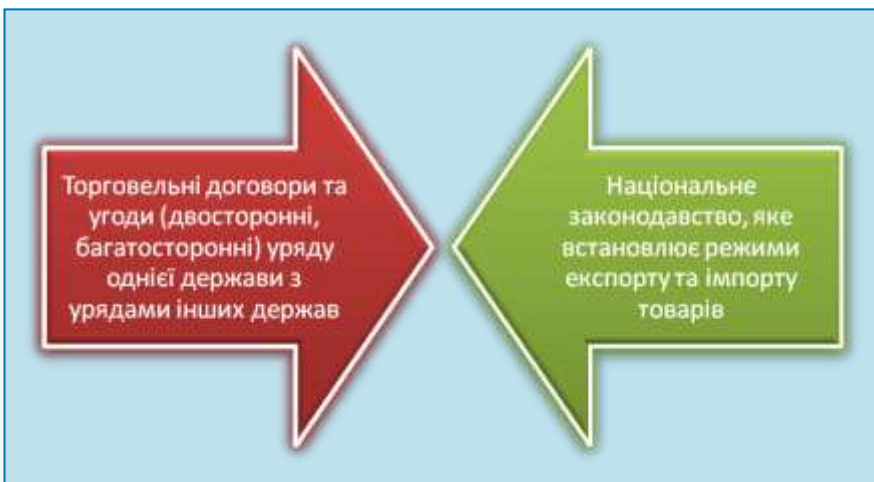 Торговельні договори та
угоди (двосторонні,
багатосторонні) уряду
однієї держави з
урядами інших держав
Національне
законодавство, яке
встановлює режими
експорту та імпорту
товарів